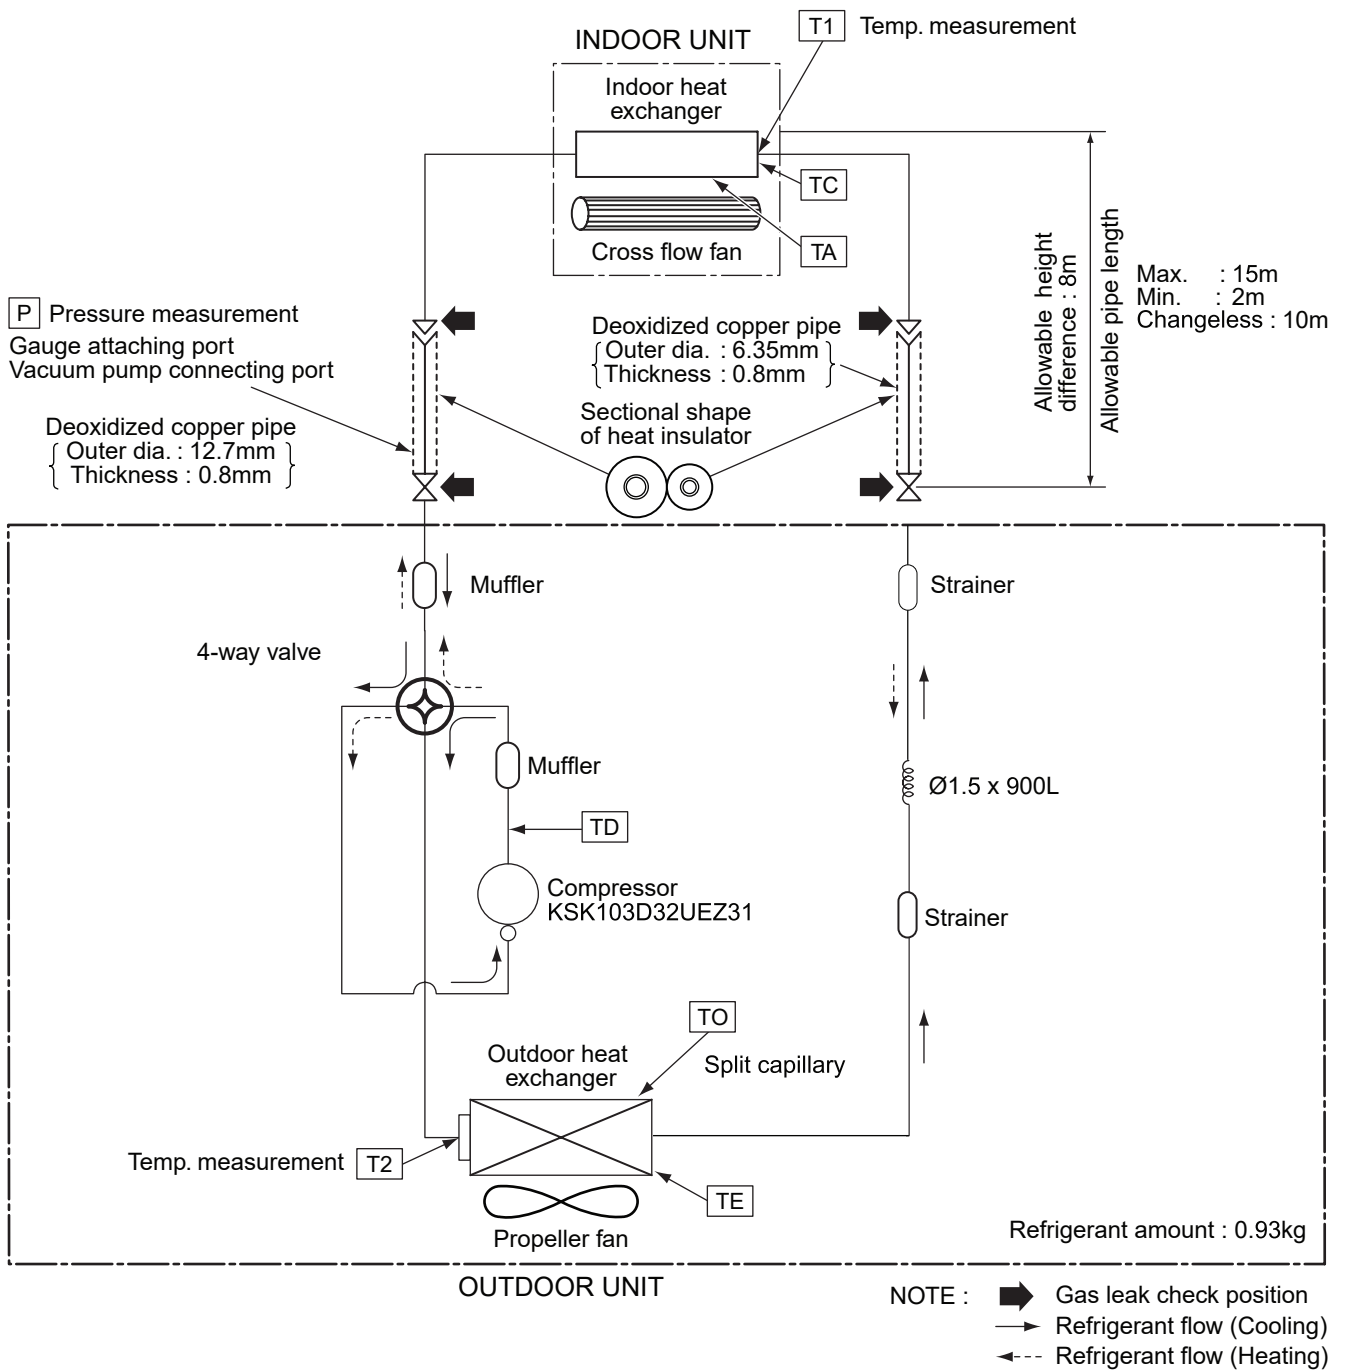 T1 Temp. measurement
INDOOR UNIT
Indoor heat
exchanger
TC
Cross flow fan
TA
Allowable height
difference : 8m
Allowable pipe length
Max. : 15m
Min. : 2m
Changeless : 10m
P Pressure measurement
Gauge attaching port
Vacuum pump connecting port
Deoxidized copper pipe
Outer dia. : 6.35mm
Thickness : 0.8mm
Deoxidized copper pipe
Outer dia. : 12.7mm
Thickness : 0.8mm
Sectional shape
of heat insulator
Muffler
Strainer
4-way valve
Muffler
Ø1.5 x 900L
TD
Compressor
KSK103D32UEZ31
Strainer
TO
Outdoor heat
exchanger
Split capillary
Temp. measurement T2
TE
Propeller fan
Refrigerant amount : 0.93kg
OUTDOOR UNIT
NOTE :
Gas leak check position
Refrigerant flow (Cooling)
Refrigerant flow (Heating)